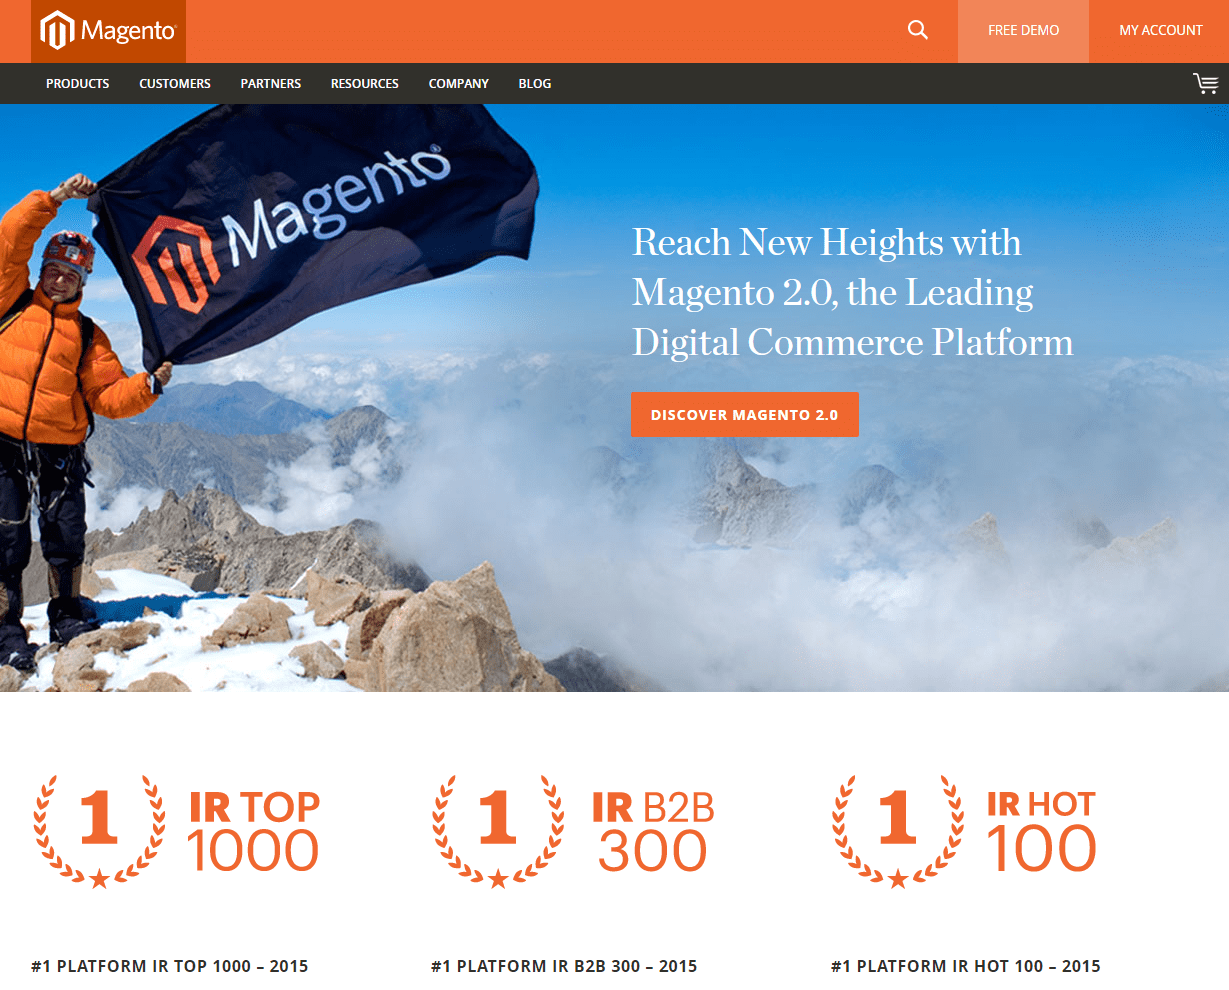 Magento
FREE DEMO
MY ACCOUNT
PRODUCTS
CUSTOMERS
PARTNERS
RESOURCES
COMPANY
BLOG
Magento®
Reach New Heights with
Magento 2.0, the Leading
Digital Commerce Platform
DISCOVER MAGENTO 2.0
1
IR TOP
1000
1
IR B2B
300
1
IR HOT
100
#1 PLATFORM IR TOP 1000 – 2015
#1 PLATFORM IR B2B 300 – 2015
#1 PLATFORM IR HOT 100 – 2015